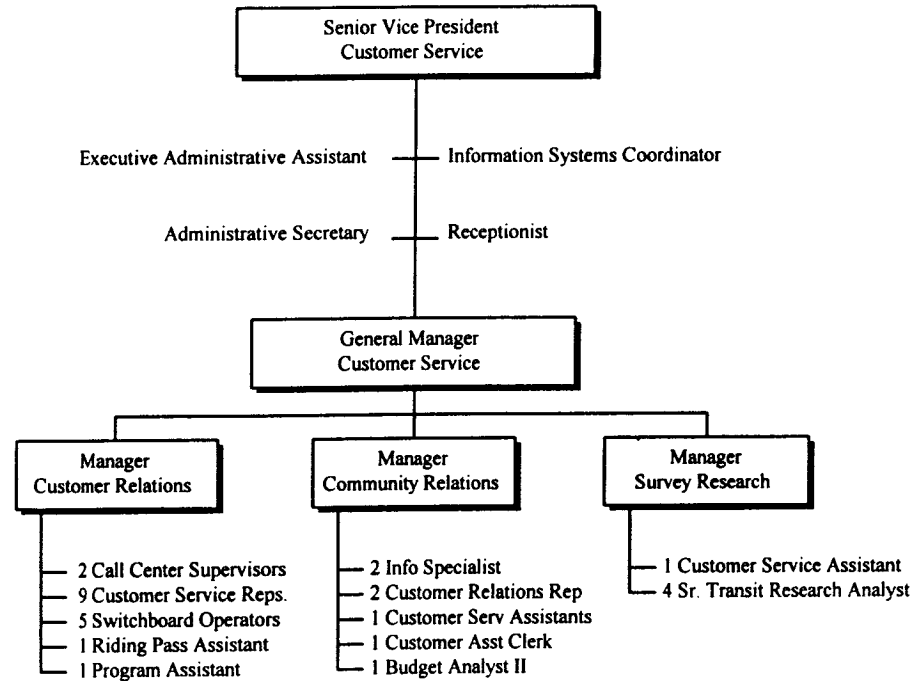 Senior Vice President
Customer Service
Executive Administrative Assistant
Information Systems Coordinator
Administrative Secretary
Receptionist
General Manager
Customer Service
Manager
Customer Relations
2 Call Center Supervisors
9 Customer Service Reps.
5 Switchboard Operators
1 Riding Pass Assistant
1 Program Assistant
Manager
Community Relations
2 Info Specialist
2 Customer Relations Rep
1 Customer Serv Assistants
1 Customer Asst Clerk
1 Budget Analyst II
Manager
Survey Research
1 Customer Service Assistant
4 Sr. Transit Research Analyst